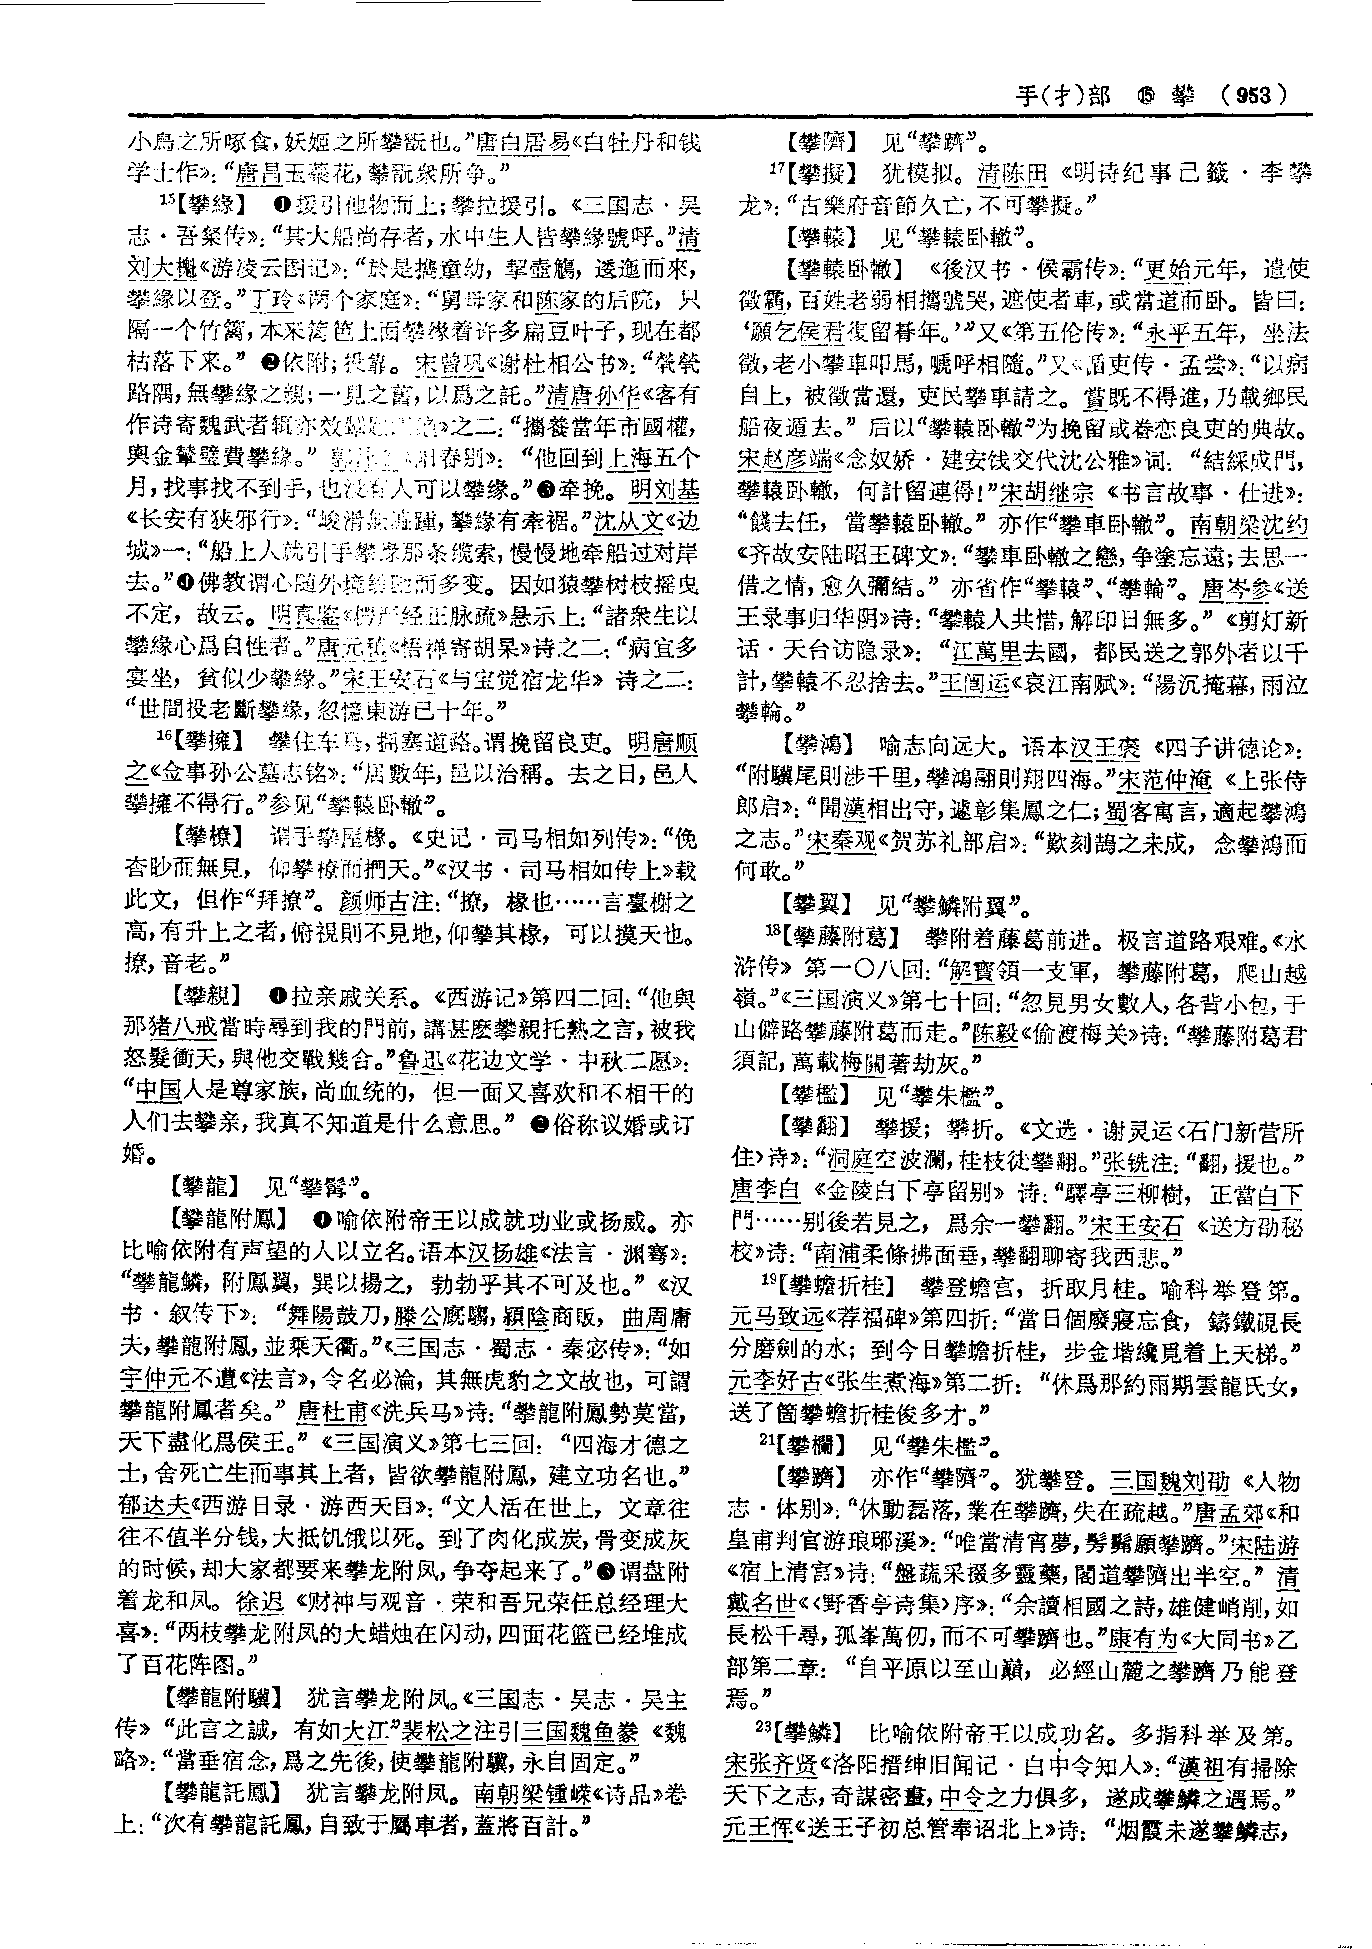 手(扌)部 ⑮ 攀 （953）
小鳥之所啄食,妖姬之所攀翫也。”唐白居易《白牡丹和钱
学士作》：“唐昌玉蘂花,攀翫衆所争。”
15【攀緣】 ❶援引他物而上；攀拉援引。《三国志·吴
志·吾粲传》：“其大船尚存者,水中生人皆攀緣號呼。”清
刘大櫆《游凌云图记》：“於是攜童幼，挈壺觴，逶迤而來，
攀緣以登。”丁玲《两个家庭》：“舅母家和陈家的后院，只
隔一个竹篱,本来篱笆上面攀缘着许多扁豆叶子,现在都
枯落下来。” ❷依附；投靠。 宋曾巩《谢杜相公书》：“煢煢
路隅,無攀緣之親；一見之舊,以爲之託。”清唐孙华《客有
作诗寄魏武者辑亦效》之二：“攜養當年市國權，
輿金輦璧費攀緣。” 春别》：“他回到上海五个
月,找事找不到手,也没有人可以攀缘。”❸牵挽。 明刘基
《长安有狭邪行》：“峻滑無連踵,攀緣有牽裾。”沈从文《边
城》一：“船上人就引手攀缘那条缆索,慢慢地牵船过对岸
去。”❹佛教谓心随外境而多变。 因如猿攀树枝摇曳
不定，故云。 明真鉴《楞严经正脉疏》悬示上：“諸衆生以
攀緣心爲自性者。”唐元稹《悟禅寄胡杲》诗之二：“病宜多
宴坐，貧似少攀緣。”宋王安石《与宝觉宿龙华》 诗之二：
“世間投老斷攀緣,忽憶東游已十年。”
16【攀擁】 攀住车马,拥塞道路。谓挽留良吏。 明唐顺
之《佥事孙公墓志铭》：“居數年,邑以治稱。 去之日,邑人
攀擁不得行。”参见“攀轅卧轍”。
【攀橑】 谓手攀屋椽。《史记·司马相如列传》：“俛
杳眇而無見，仰攀橑而捫天。”《汉书·司马相如传上》载
此文，但作“拜撩”。 颜师古注：“撩，椽也……言臺榭之
高,有升上之者,俯視則不見地,仰攀其椽，可以摸天也。
撩,音老。”
【攀親】 ❶拉亲戚关系。《西游记》第四二回：“他與
那猪八戒當時尋到我的門前,講甚麽攀親托熟之言,被我
怒髮衝天,與他交戰幾合。”鲁迅《花边文学·中秋二愿》：
“中国人是尊家族,尚血统的，但一面又喜欢和不相干的
人们去攀亲,我真不知道是什么意思。” ❷俗称议婚或订
婚。
【攀龍】 见“攀髯”。
【攀龍附鳳】 ❶喻依附帝王以成就功业或扬威。 亦
比喻依附有声望的人以立名。语本汉扬雄《法言·渊骞》：
“攀龍鱗，附鳳翼，巽以揚之，勃勃乎其不可及也。” 《汉
书·叙传下》：“舞陽鼓刀,滕公廄騶,潁陰商販，曲周庸
夫,攀龍附鳳,並乘天衢。”《三国志·蜀志·秦宓传》：“如
宇仲元不遭《法言》,令名必淪，其無虎豹之文故也，可謂
攀龍附鳳者矣。” 唐杜甫《洗兵马》诗：“攀龍附鳳勢莫當，
天下盡化爲侯王。” 《三国演义》第七三回：“四海才德之
士,舍死亡生而事其上者，皆欲攀龍附鳳，建立功名也。”
郁达夫《西游日录·游西天目》：“文人活在世上，文章往
往不值半分钱,大抵饥饿以死。 到了肉化成炭,骨变成灰
的时候,却大家都要来攀龙附凤,争夺起来了。”❸谓盘附
着龙和凤。 徐迟 《财神与观音·荣和吾兄荣任总经理大
喜》：“两枝攀龙附凤的大蜡烛在闪动,四面花篮已经堆成
了百花阵图。”
【攀龍附驥】 犹言攀龙附凤。《三国志·吴志·吴主
传》“此言之誠，有如大江”裴松之注引三国魏鱼豢 《魏
略》：“當垂宿念,爲之先後,使攀龍附驥,永自固定。”
【攀龍託鳳】 犹言攀龙附凤。 南朝梁锺嵘《诗品》卷
上：“次有攀龍託鳳,自致于屬車者,蓋將百計。”
【攀隮】 见“攀躋”。
17【攀擬】 犹模拟。 清陈田 《明诗纪事己籤·李攀
龙》：“古樂府音節久亡,不可攀擬。”
【攀轅】 见“攀轅卧轍”。
【攀轅卧轍】 《後汉书·侯霸传》：“更始元年，遣使
徵霸,百姓老弱相攜號哭,遮使者車,或當道而卧。 皆曰：
‘願乞侯君復留朞年。’”又《第五伦传》：“永平五年，坐法
徵,老小攀車叩馬,嗁呼相隨。”又《循吏传·孟尝》：“以病
自上，被徵當還，吏民攀車請之。 嘗既不得進,乃載鄉民
船夜遁去。” 后以“攀轅卧轍”为挽留或眷恋良吏的典故。
宋赵彦端《念奴娇·建安饯交代沈公雅》词：“結綵成門，
攀轅卧轍，何計留連得！”宋胡继宗 《书言故事·仕进》：
“餞去任，當攀轅卧轍。” 亦作“攀車卧轍”。 南朝梁沈约
《齐故安陆昭王碑文》：“攀車卧轍之戀,争塗忘遠；去思一
借之情,愈久彌結。” 亦省作“攀轅”、“攀輪”。 唐岑参《送
王录事归华阴》诗：“攀轅人共惜,解印日無多。” 《剪灯新
话·天台访隐录》：“江萬里去國，都民送之郭外者以千
計,攀轅不忍捨去。”王闿运《哀江南赋》：“陽沉掩幕,雨泣
攀輪。”
【攀鴻】 喻志向远大。 语本汉王褒 《四子讲德论》：
“附驥尾則涉千里,攀鴻翮則翔四海。”宋范仲淹 《上张侍
郎启》：“開漢相出守,遽彰集鳳之仁；蜀客寓言,適起攀鴻
之志。”宋秦观《贺苏礼部启》：“歎刻鵠之未成，念攀鴻而
何敢。”
【攀翼】 见“攀鱗附翼”。
18【攀藤附葛】 攀附着藤葛前进。 极言道路艰难。《水
浒传》第一〇八回：“解寶領一支軍，攀藤附葛，爬山越
嶺。”《三国演义》第七十回：“忽見男女數人,各背小包,于
山僻路攀藤附葛而走。”陈毅《偷渡梅关》诗：“攀藤附葛君
須記,萬載梅關著劫灰。”
【攀檻】 见“攀朱檻”。
【攀翻】 攀援；攀折。《文选·谢灵运〈石门新营所
住〉诗》：“洞庭空波瀾,桂枝徒攀翻。”张铣注：“翻,援也。”
唐李白 《金陵白下亭留别》 诗：“驛亭三柳樹，正當白下
門……别後若見之，爲余一攀翻。”宋王安石 《送方劭秘
校》诗：“南浦柔條拂面垂,攀翻聊寄我西悲。”
19【攀蟾折桂】 攀登蟾宫，折取月桂。 喻科举登第。
元马致远《荐福碑》第四折：“當日個廢寢忘食，鑄鐵硯長
分磨劍的水；到今日攀蟾折桂，步金堦纔覓着上天梯。”
元李好古《张生煮海》第二折：“休爲那約雨期雲龍氏女，
送了箇攀蟾折桂俊多才。”
21【攀欄】 见“攀朱檻”。
【攀躋】 亦作“攀隮”。 犹攀登。 三国魏刘劭 《人物
志·体别》：“休動磊落,業在攀躋,失在疏越。”唐孟郊《和
皇甫判官游琅琊溪》：“唯當清宵夢,髣髴願攀躋。”宋陆游
《宿上清宫》诗：“盤蔬采掇多靈藥,閣道攀隮出半空。” 清
戴名世《〈野香亭诗集〉序》：“余讀相國之詩,雄健峭削,如
長松千尋,孤峯萬仞,而不可攀躋也。”康有为《大同书》乙
部第二章：“自平原以至山巔，必經山麓之攀躋乃能登
焉。”
23【攀鱗】 比喻依附帝王以成功名。 多指科举及第。
宋张齐贤《洛阳搢绅旧闻记·白中令知人》：“漢祖有掃除
天下之志,奇謀密畫,中令之力俱多，遂成攀鱗之遇焉。”
元王恽《送王子初总管奉诏北上》诗：“烟霞未遂攀鱗志，